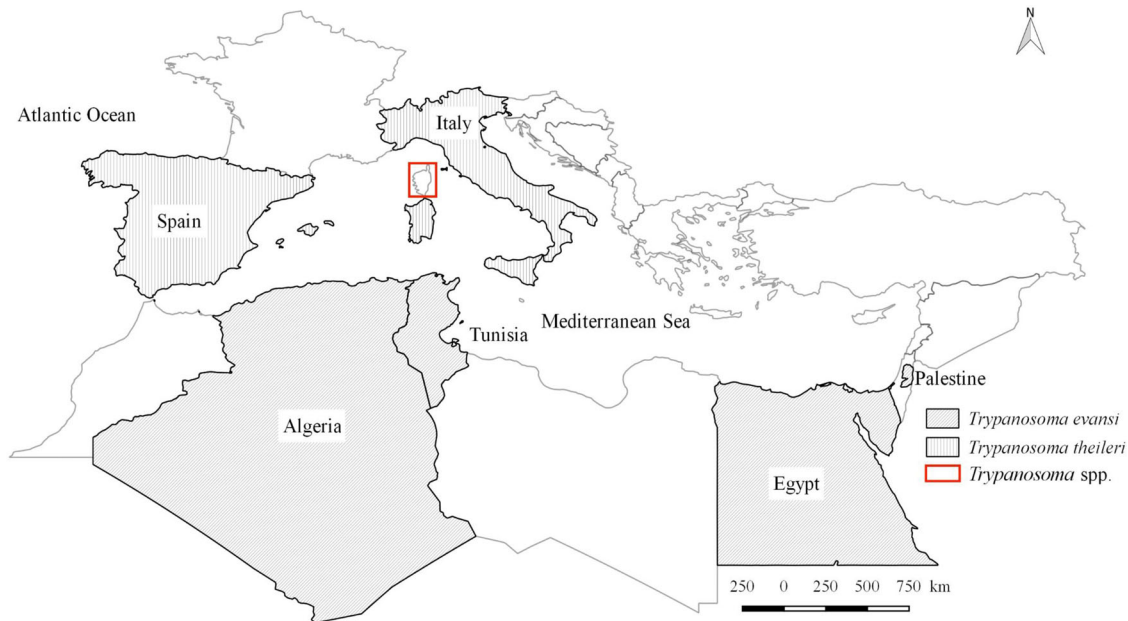 N
Atlantic Ocean
Italy
Spain
Mediterranean Sea
Tunisia
Palestine
Algeria
Egypt
Trypanosoma evansi
Trypanosoma theileri
Trypanosoma spp.
250 0 250 500 750 km